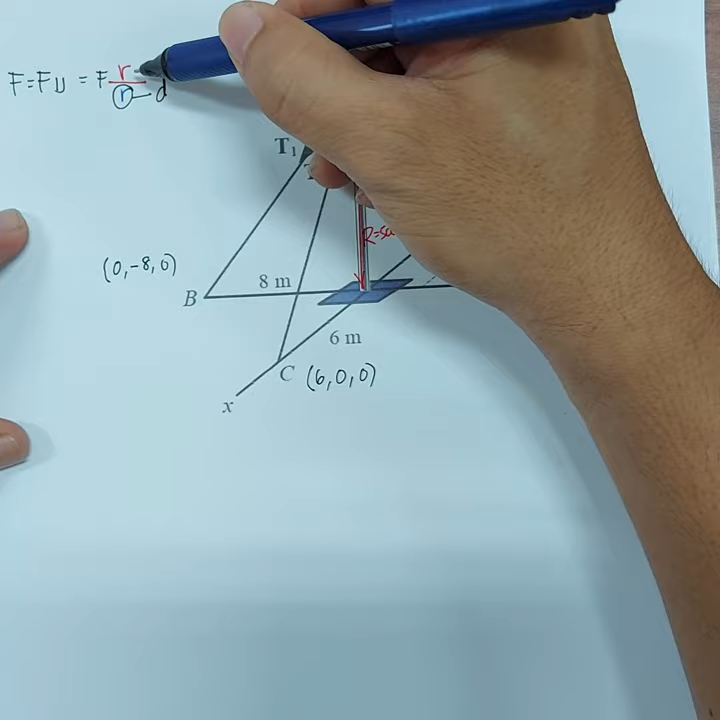 F=FU = F r
r d
T1
(0,-8,0)
8 m
B
6 m
C (6,0,0)
x